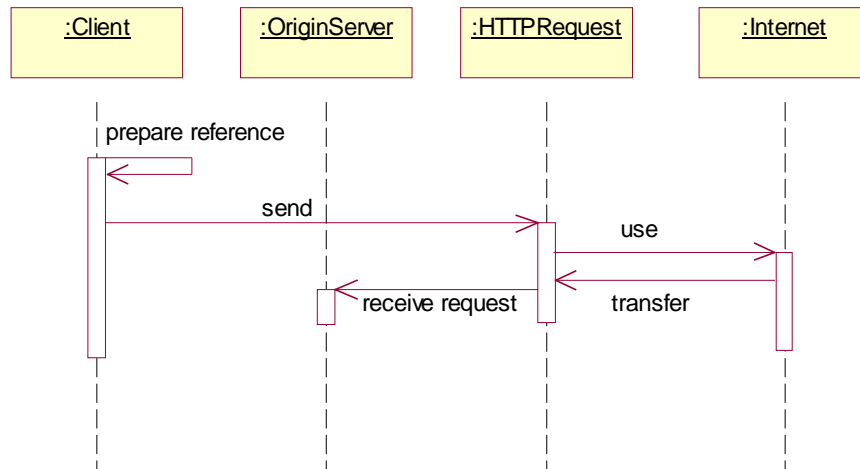 :Client
:OriginServer
:HTTPRequest
:Internet
prepare reference
send
use
receive request
transfer